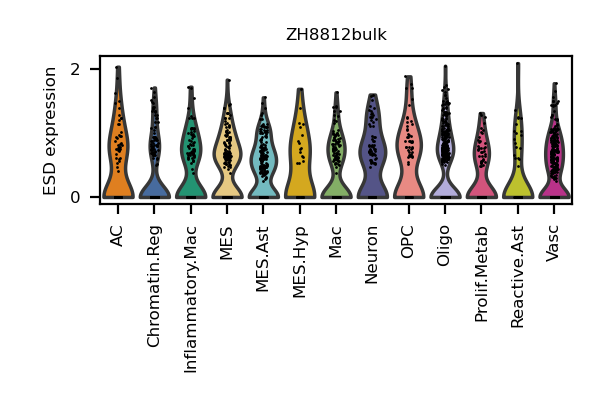 ZH8812bulk
ESD expression
2
0
AC
Chromatin.Reg
Inflammatory.Mac
MES
MES.Ast
MES.Hyp
Mac
Neuron
OPC
Oligo
Prolif.Metab
Reactive.Ast
Vasc